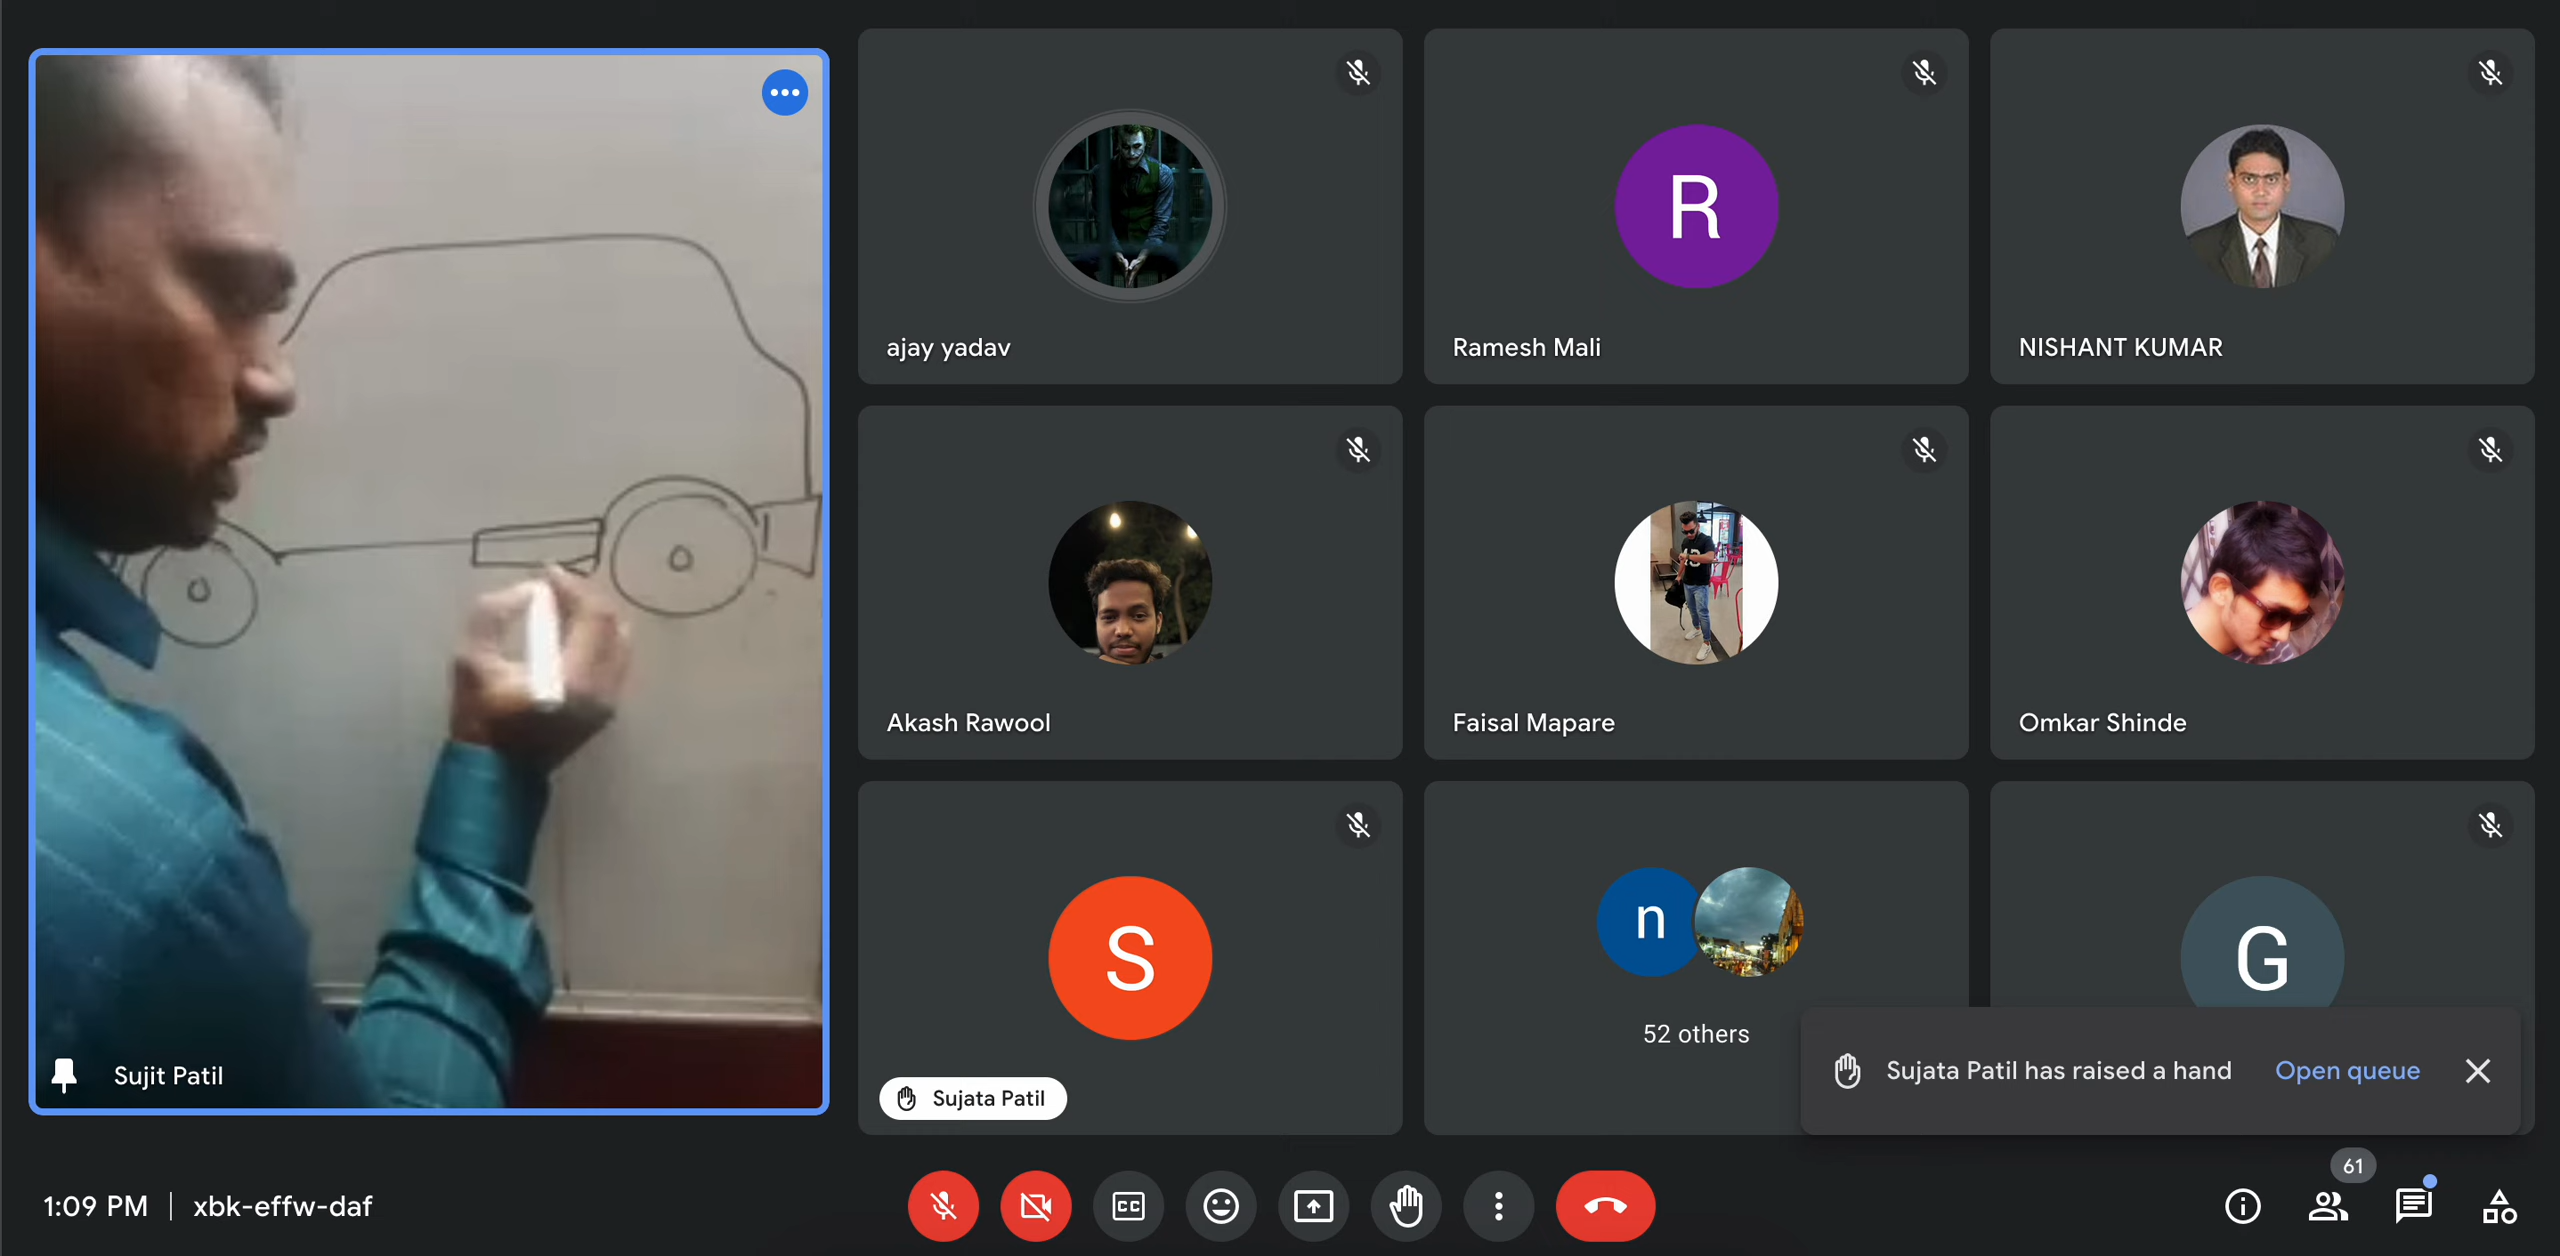 ajay yadav
R
Ramesh Mali
NISHANT KUMAR
Akash Rawool
Faisal Mapare
Omkar Shinde
Sujit Patil
S
Sujata Patil
n
52 others
G
Sujata Patil has raised a hand Open queue
1:09 PM | xbk-effw-daf
CC
61